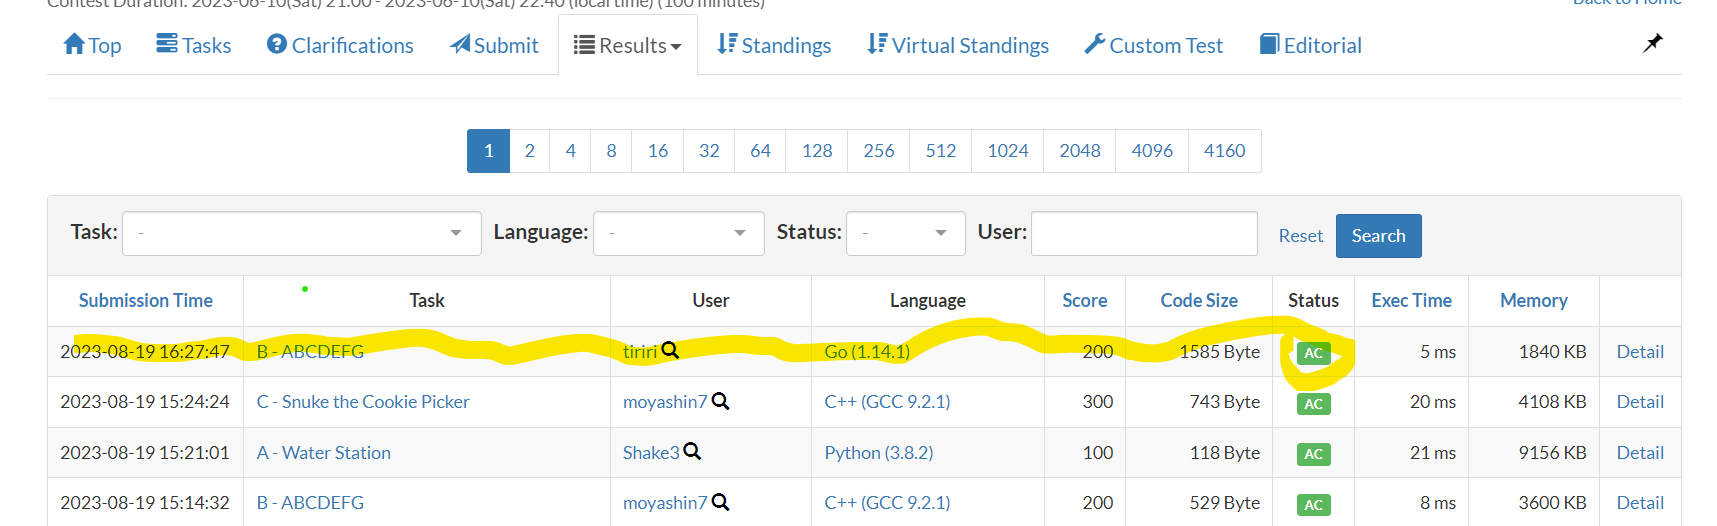 Contest Duration: 2023-06-10(Sat) 21:00 - 2023-06-10(Sat) 22:40 (local time) (100 minutes)
Back to Home
Top Tasks Clarifications Submit Results Standings Virtual Standings Custom Test Editorial
1 2 4 8 16 32 64 128 256 512 1024 2048 4096 4160
Task: - Language: - Status: - User: Reset Search
Submission Time Task User Language Score Code Size Status Exec Time Memory
2023-08-19 16:27:47 B - ABCDEFG tiriri Go (1.14.1) 200 1585 Byte AC 5 ms 1840 KB Detail
2023-08-19 15:24:24 C - Snuke the Cookie Picker moyashin7 C++ (GCC 9.2.1) 300 743 Byte AC 20 ms 4108 KB Detail
2023-08-19 15:21:01 A - Water Station Shake3 Python (3.8.2) 100 118 Byte AC 21 ms 9156 KB Detail
2023-08-19 15:14:32 B - ABCDEFG moyashin7 C++ (GCC 9.2.1) 200 529 Byte AC 8 ms 3600 KB Detail